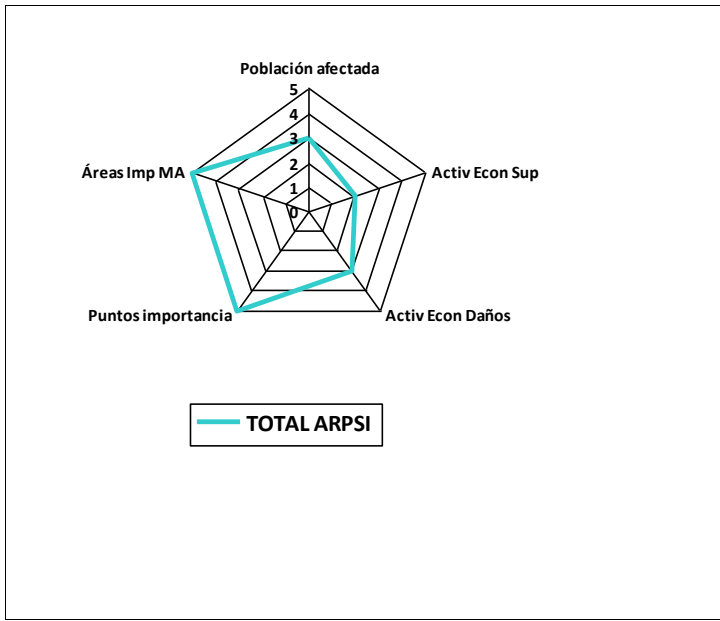 Población afectada
5
4
3
2
1
0
Áreas Imp MA
Activ Econ Sup
Puntos importancia
Activ Econ Daños
TOTAL ARPSI